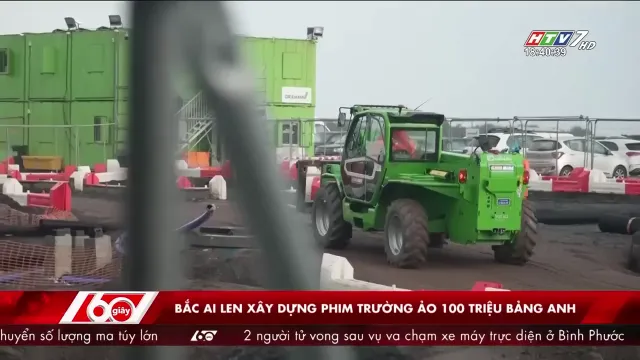 HTV7 HD
18:40:39
60 giây
BẮC AI LEN XÂY DỰNG PHIM TRƯỜNG ẢO 100 TRIỆU BẢNG ANH
chuyển số lượng ma túy lớn 60 2 người tử vong sau vụ va chạm xe máy trực diện ở Bình Phước